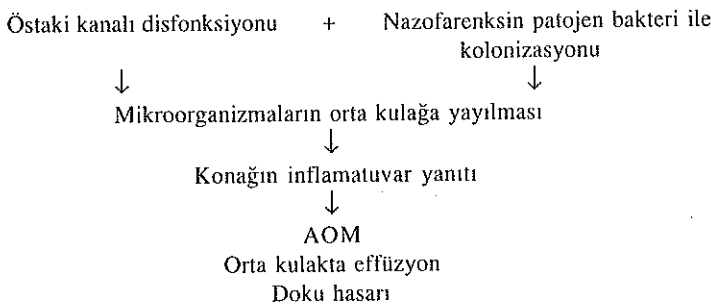 Östaki kanalı disfonksiyonu + Nazofarenksin patojen bakteri ile
kolonizasyonu
↓ ↓
Mikroorganizmaların orta kulağa yayılması
↓
Konağın inflamatuvar yanıtı
↓
AOM
Orta kulakta effüzyon
Doku hasarı